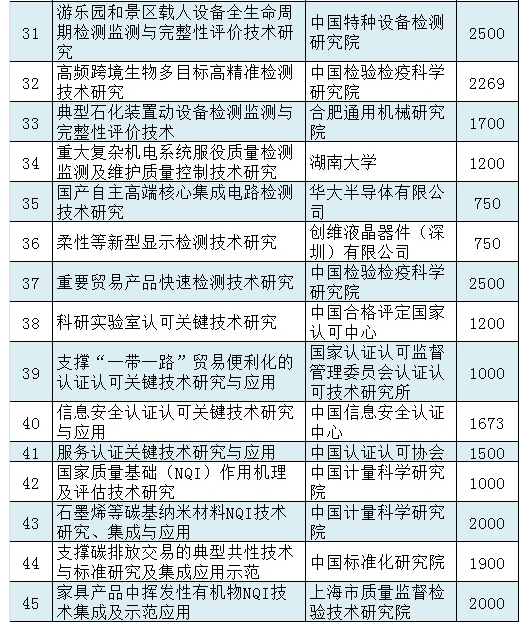 31 游乐园和景区载人设备全生命周期检测监测与完整性评价技术研究 中国特种设备检测研究院 2500
32 高频跨境生物多目标高精准检测技术研究 中国检验检疫科学研究院 2269
33 典型石化装置动设备检测监测与完整性评价技术 合肥通用机械研究院 1700
34 重大复杂机电系统服役质量检测监测及维护质量控制技术研究 湖南大学 1200
35 国产自主高端核心集成电路检测技术研究 华大半导体有限公司 750
36 柔性等新型显示检测技术研究 创维液晶器件（深圳）有限公司 750
37 重要贸易产品快速检测技术研究 中国检验检疫科学研究院 2500
38 科研实验室认可关键技术研究 中国合格评定国家认可中心 1200
39 支撑“一带一路”贸易便利化的认证认可关键技术研究与应用 国家认证认可监督管理委员会认证认可技术研究所 1000
40 信息安全认证认可关键技术研究与应用 中国信息安全认证中心 1673
41 服务认证关键技术研究与应用 中国认证认可协会 1500
42 国家质量基础（NQI）作用机理及评估技术研究 中国计量科学研究院 1000
43 石墨烯等碳基纳米材料NQI技术研究、集成与应用 中国计量科学研究院 2000
44 支撑碳排放交易的典型共性技术与标准研究及集成应用示范 中国标准化研究院 1900
45 家具产品中挥发性有机物NQI技术集成及示范应用 上海市质量监督检验技术研究院 2000